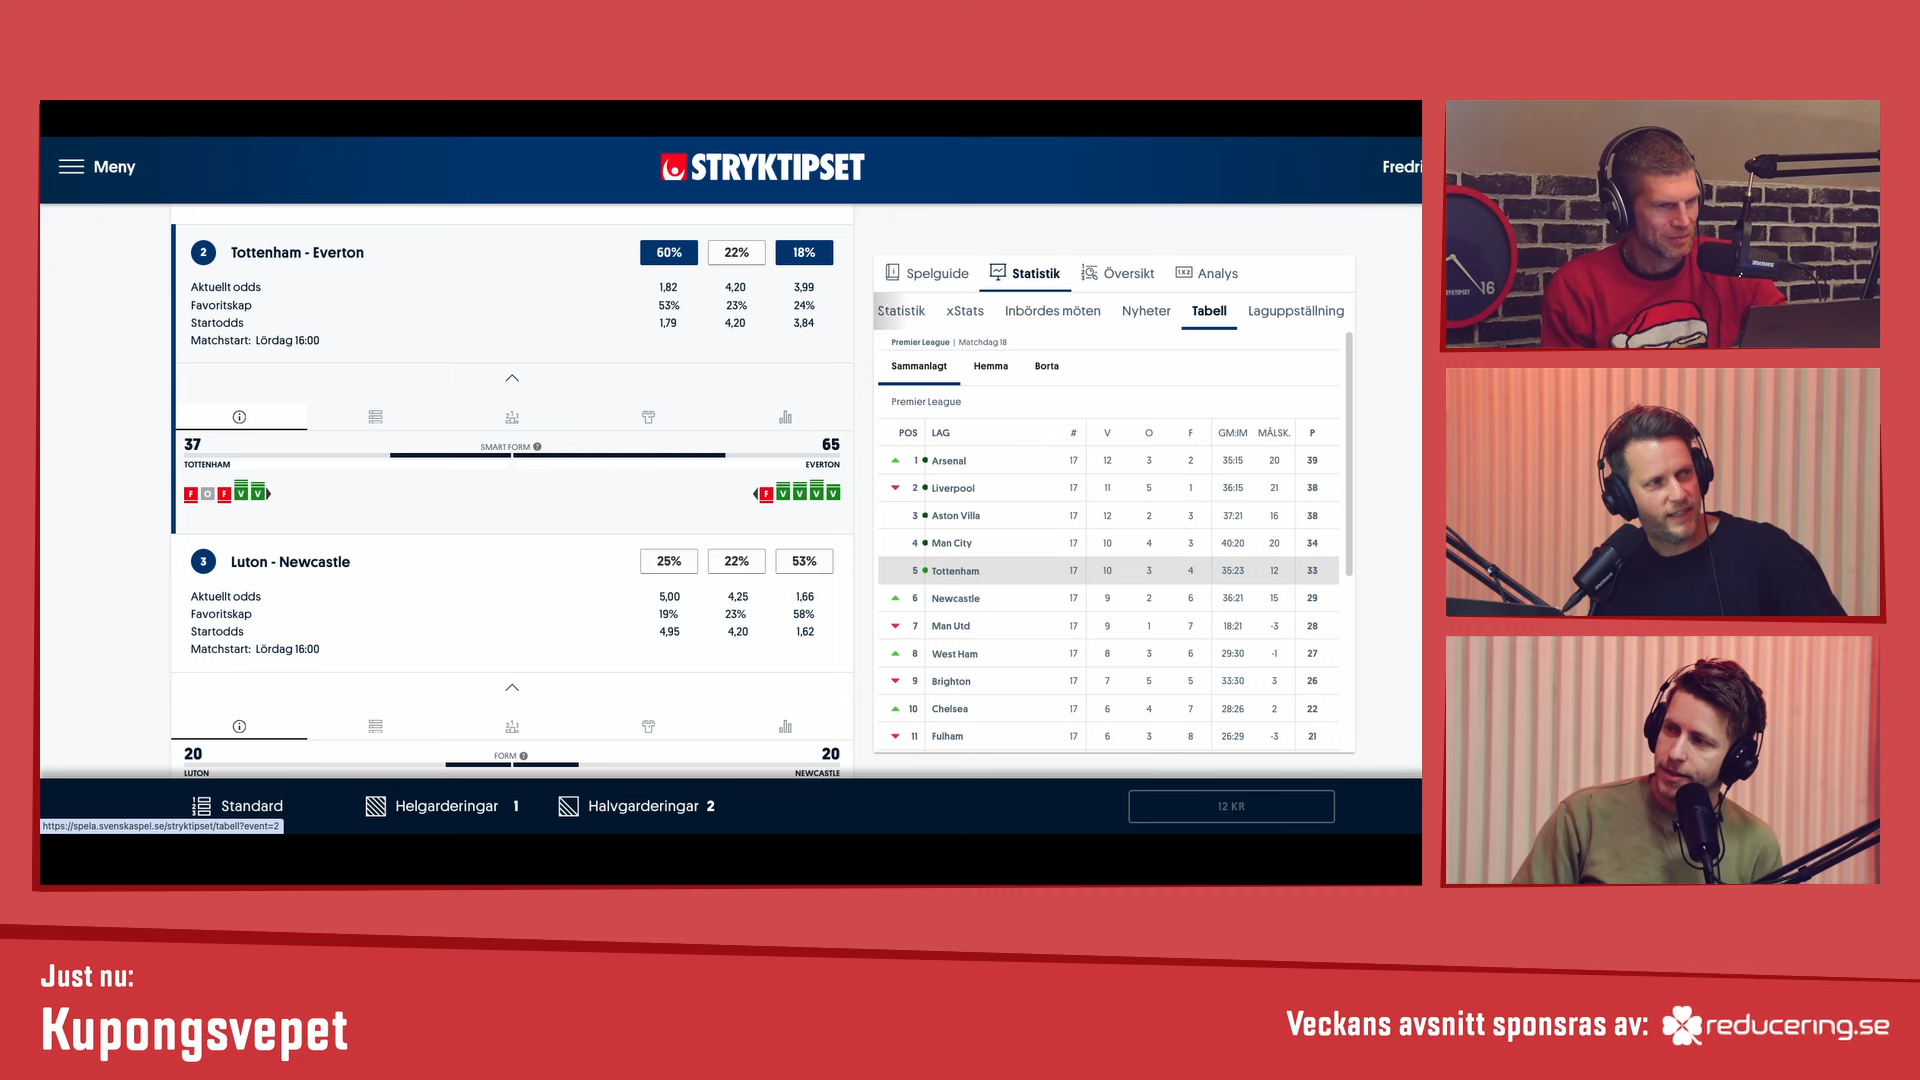 Meny
STRYKTIPSET
Fredri
2 Tottenham - Everton 60% 22% 18%
Aktuellt odds 1,82 4,20 3,99
Favoritskap 53% 23% 24%
Startodds 1,79 4,20 3,84
Matchstart: Lördag 16:00
37 SMART FORM ? 65
TOTTENHAM EVERTON
F O F V V F V V V V
3 Luton - Newcastle 25% 22% 53%
Aktuellt odds 5,00 4,25 1,66
Favoritskap 19% 23% 58%
Startodds 4,95 4,20 1,62
Matchstart: Lördag 16:00
20 FORM ? 20
LUTON NEWCASTLE
Spelguide Statistik Översikt 1X2 Analys
Statistik xStats Inbördes möten Nyheter Tabell Laguppställning
Premier League | Matchdag 18
Sammanlagt Hemma Borta
Premier League
POS LAG # V O F GM:IM MÅLSK. P
1 Arsenal 17 12 3 2 35:15 20 39
2 Liverpool 17 11 5 1 36:15 21 38
3 Aston Villa 17 12 2 3 37:21 16 38
4 Man City 17 10 4 3 40:20 20 34
5 Tottenham 17 10 3 4 35:23 12 33
6 Newcastle 17 9 2 6 36:21 15 29
7 Man Utd 17 9 1 7 18:21 -3 28
8 West Ham 17 8 3 6 29:30 -1 27
9 Brighton 17 7 5 5 33:30 3 26
10 Chelsea 17 6 4 7 28:26 2 22
11 Fulham 17 6 3 8 26:29 -3 21
Standard Helgarderingar 1 Halvgarderingar 2 12 KR
https://spela.svenskaspel.se/stryktipset/tabell?event=2
16
Just nu:
Kupongsvepet
Veckans avsnitt sponsras av: reducering.se